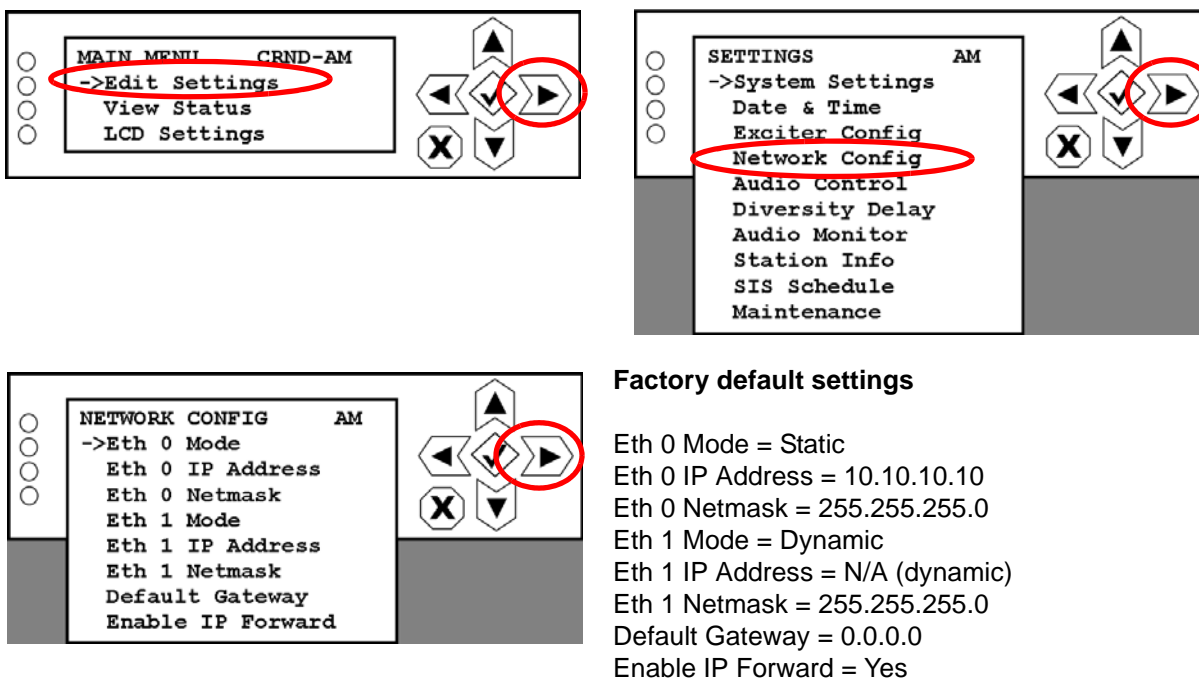 MAIN MENU CRND-AM
->Edit Settings
View Status
LCD Settings
X
SETTINGS AM
->System Settings
Date & Time
Exciter Config
Network Config
Audio Control
Diversity Delay
Audio Monitor
Station Info
SIS Schedule
Maintenance
X
NETWORK CONFIG AM
->Eth 0 Mode
Eth 0 IP Address
Eth 0 Netmask
Eth 1 Mode
Eth 1 IP Address
Eth 1 Netmask
Default Gateway
Enable IP Forward
X
Factory default settings
Eth 0 Mode = Static
Eth 0 IP Address = 10.10.10.10
Eth 0 Netmask = 255.255.255.0
Eth 1 Mode = Dynamic
Eth 1 IP Address = N/A (dynamic)
Eth 1 Netmask = 255.255.255.0
Default Gateway = 0.0.0.0
Enable IP Forward = Yes